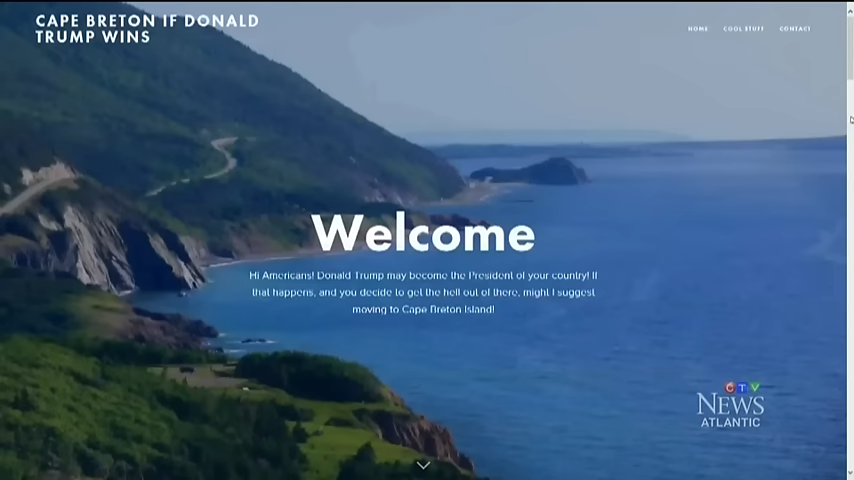 CAPE BRETON IF DONALD
TRUMP WINS
HOME COOL STUFF CONTACT
Welcome
Hi Americans! Donald Trump may become the President of your country! If
that happens, and you decide to get the hell out of there, might I suggest
moving to Cape Breton Island!
CTV
NEWS
ATLANTIC